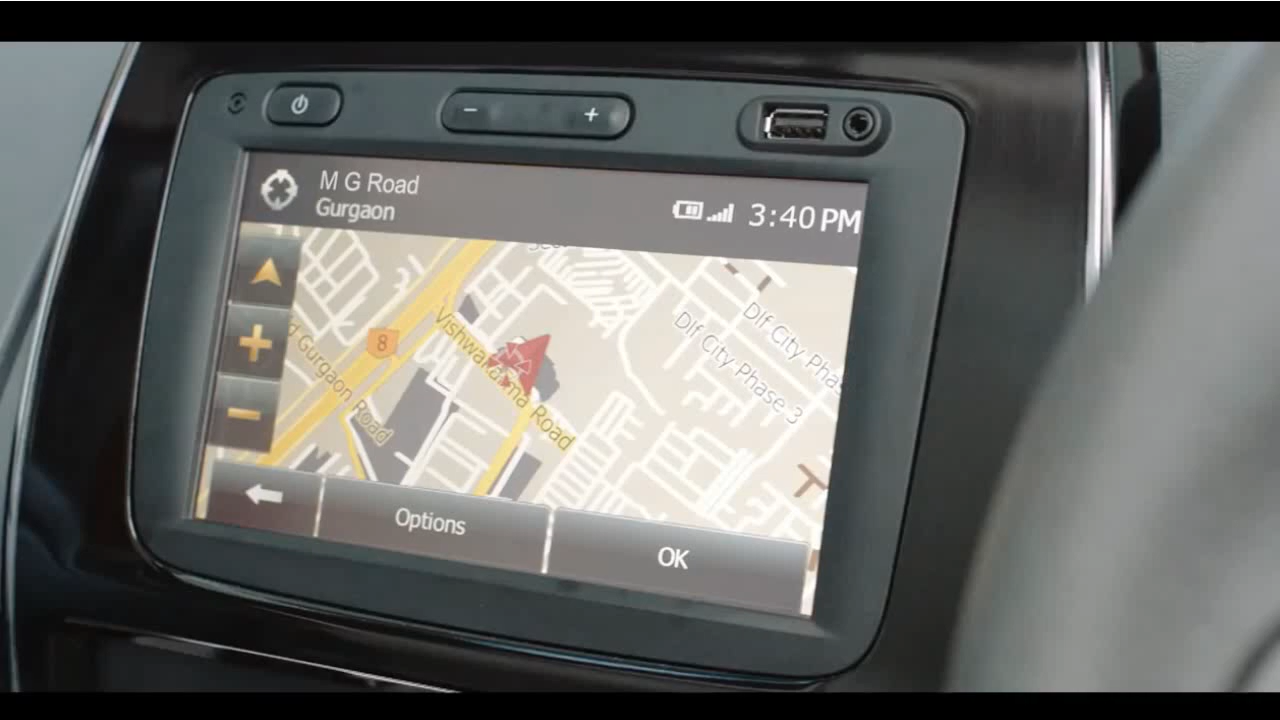 M G Road
Gurgaon
3:40 PM
8
Vishwakarma Road
d Gurgaon Road
Dlf City Phas
Dlf City Phase 3
Options
OK